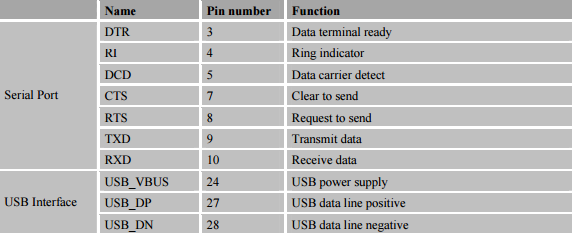 Name Pin number Function
Serial Port
DTR 3 Data terminal ready
RI 4 Ring indicator
DCD 5 Data carrier detect
CTS 7 Clear to send
RTS 8 Request to send
TXD 9 Transmit data
RXD 10 Receive data
USB Interface
USB_VBUS 24 USB power supply
USB_DP 27 USB data line positive
USB_DN 28 USB data line negative